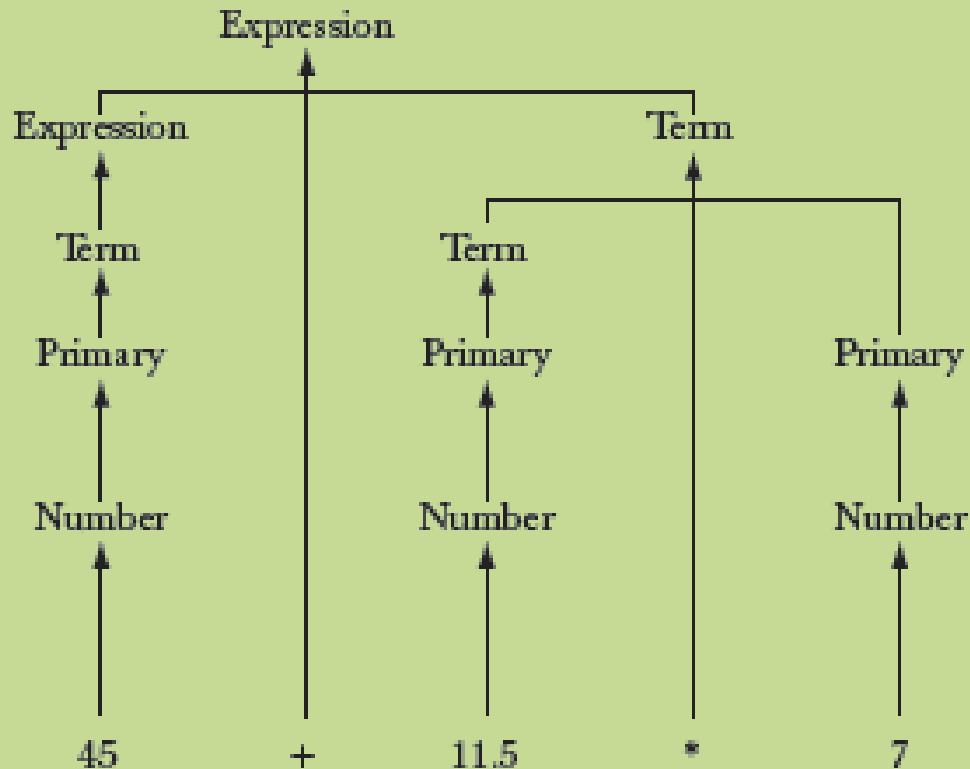 Expression
Expression Term
Term Term
Primary Primary Primary
Number Number Number
45 + 11.5 * 7